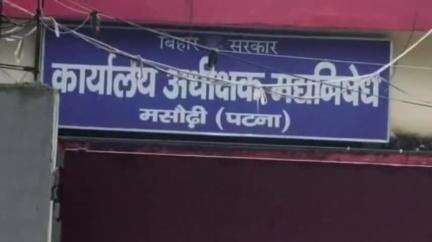 बिहार सरकार
कार्यालय अधीक्षक मद्यनिषेध
मसौढ़ी (पटना)